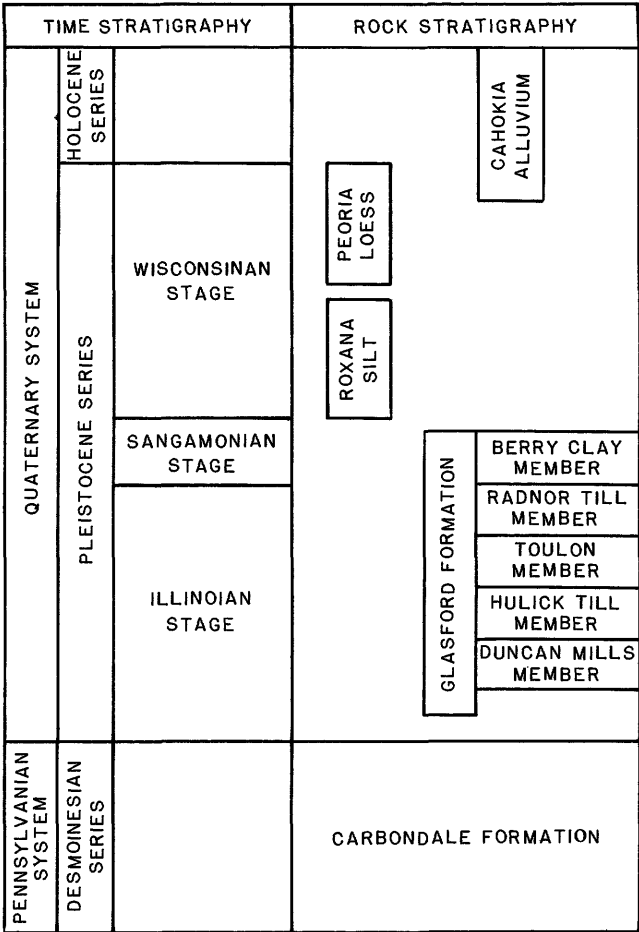 TIME STRATIGRAPHY
ROCK STRATIGRAPHY
QUATERNARY SYSTEM
HOLOCENE
SERIES
CAHOKIA
ALLUVIUM
PLEISTOCENE SERIES
WISCONSINAN
STAGE
PEORIA
LOESS
ROXANA
SILT
SANGAMONIAN
STAGE
ILLINOIAN
STAGE
GLASFORD FORMATION
BERRY CLAY
MEMBER
RADNOR TILL
MEMBER
TOULON
MEMBER
HULICK TILL
MEMBER
DUNCAN MILLS
MEMBER
PENNSYLVANIAN
SYSTEM
DESMOINESIAN
SERIES
CARBONDALE FORMATION